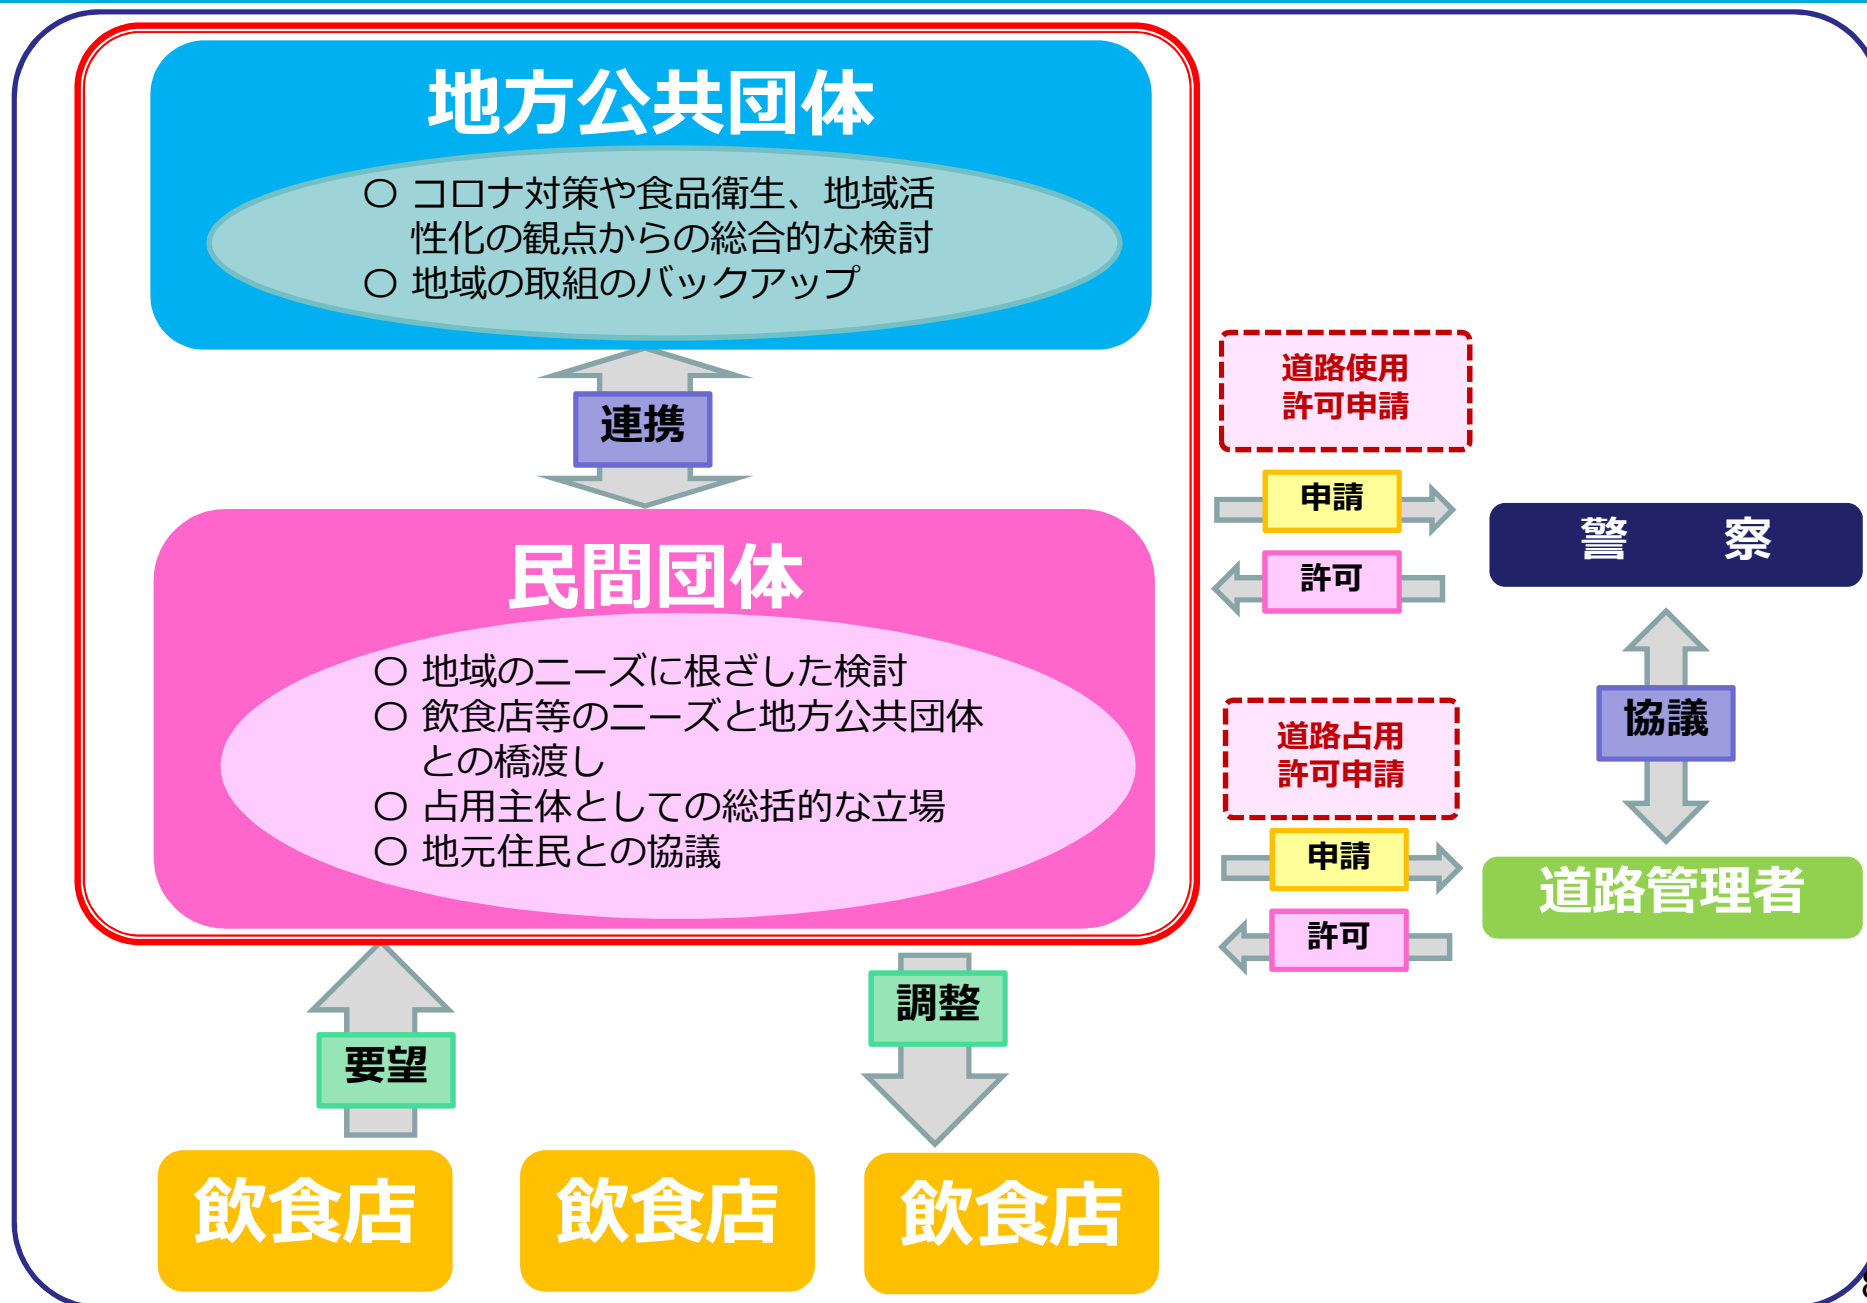 地方公共団体
〇 コロナ対策や食品衛生、地域活
性化の観点からの総合的な検討
〇 地域の取組のバックアップ
連携
民間団体
〇 地域のニーズに根ざした検討
〇 飲食店等のニーズと地方公共団体
との橋渡し
〇 占用主体としての総括的な立場
〇 地元住民との協議
道路使用
許可申請
申請
許可
警　　察
協議
道路占用
許可申請
申請
許可
道路管理者
要望
調整
飲食店
飲食店
飲食店